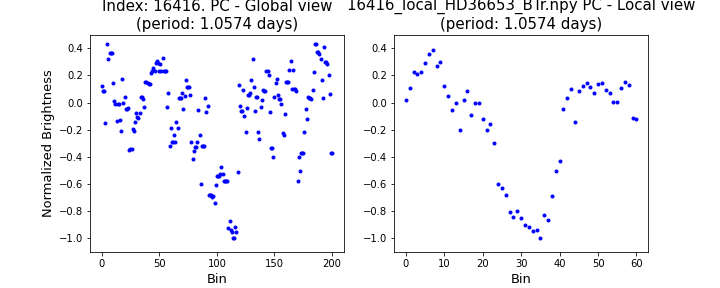 Index: 16416. PC - Global view
(period: 1.0574 days)
16416_local_HD36653_BTr.npy PC - Local view
(period: 1.0574 days)
Normalized Brightness
0.4
0.2
0.0
−0.2
−0.4
−0.6
−0.8
−1.0
0 50 100 150 200
Bin
0.4
0.2
0.0
−0.2
−0.4
−0.6
−0.8
−1.0
0 10 20 30 40 50 60
Bin